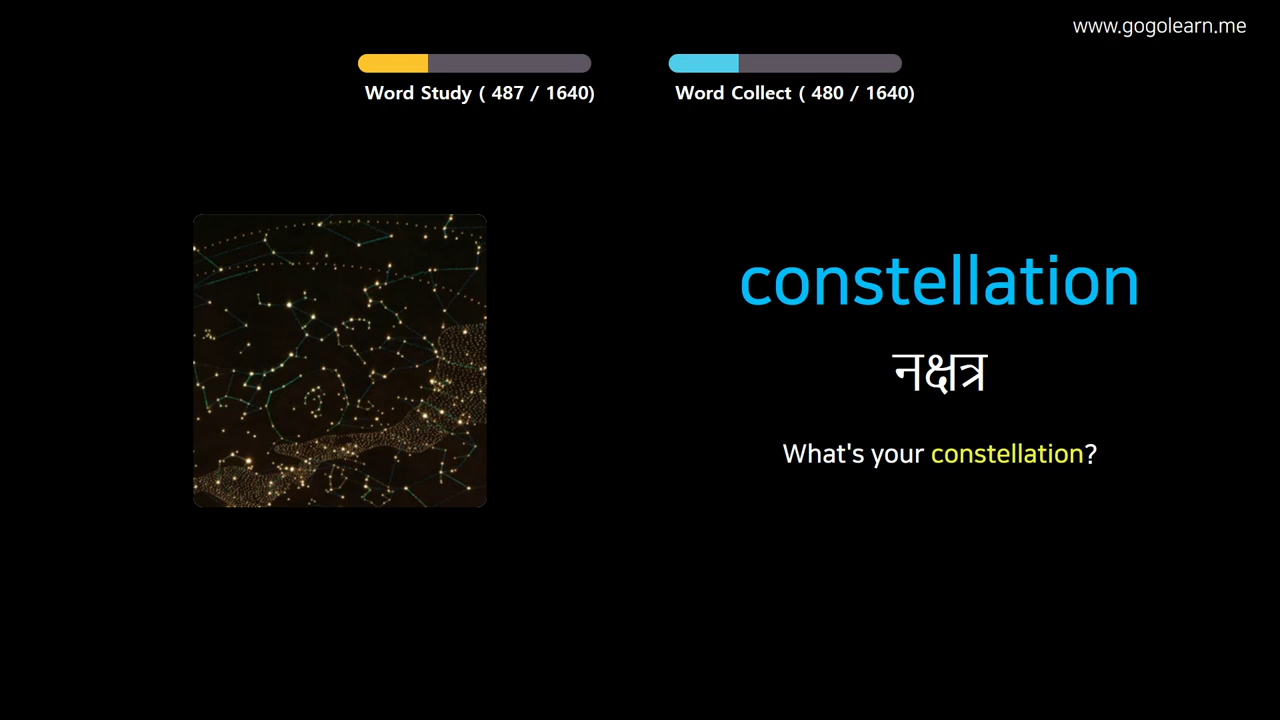 www.gogolearn.me
Word Study ( 487 / 1640)
Word Collect ( 480 / 1640)
constellation
नक्षत्र
What's your constellation?